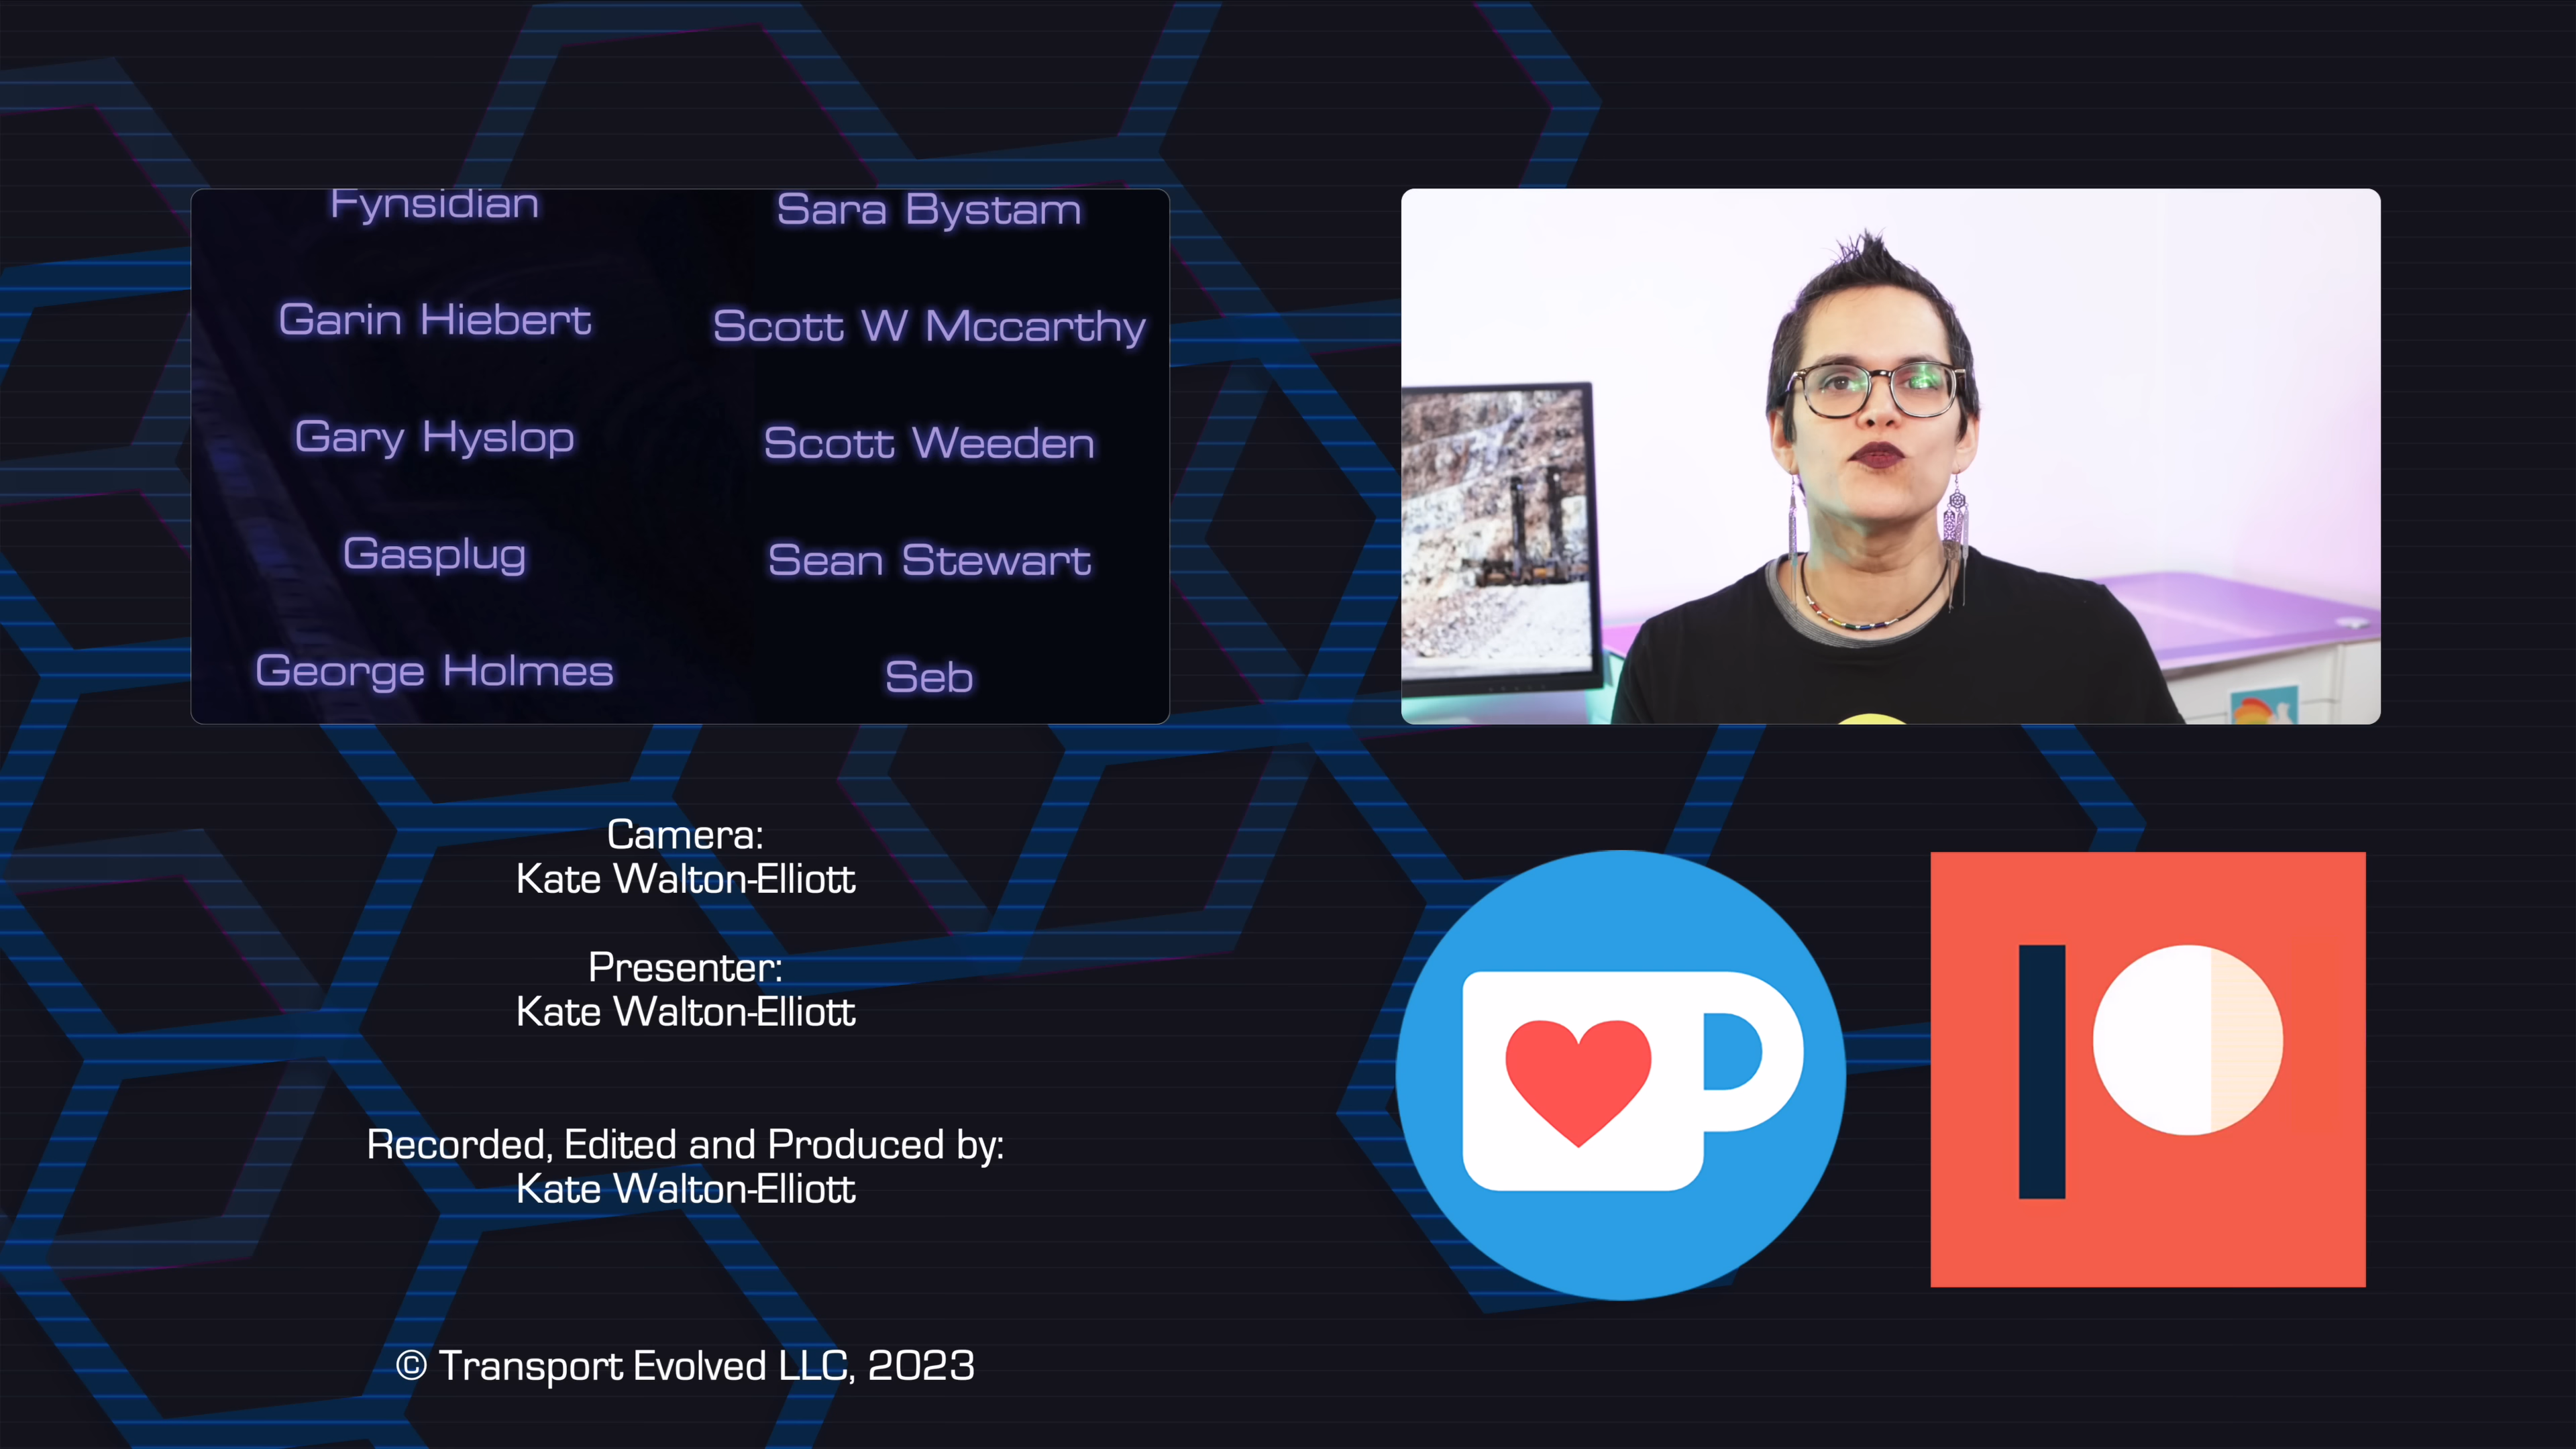 Fynsidian
Garin Hiebert
Gary Hyslop
Gasplug
George Holmes
Sara Bystam
Scott W Mccarthy
Scott Weeden
Sean Stewart
Seb
Camera:
Kate Walton-Elliott
Presenter:
Kate Walton-Elliott
Recorded, Edited and Produced by:
Kate Walton-Elliott
© Transport Evolved LLC, 2023